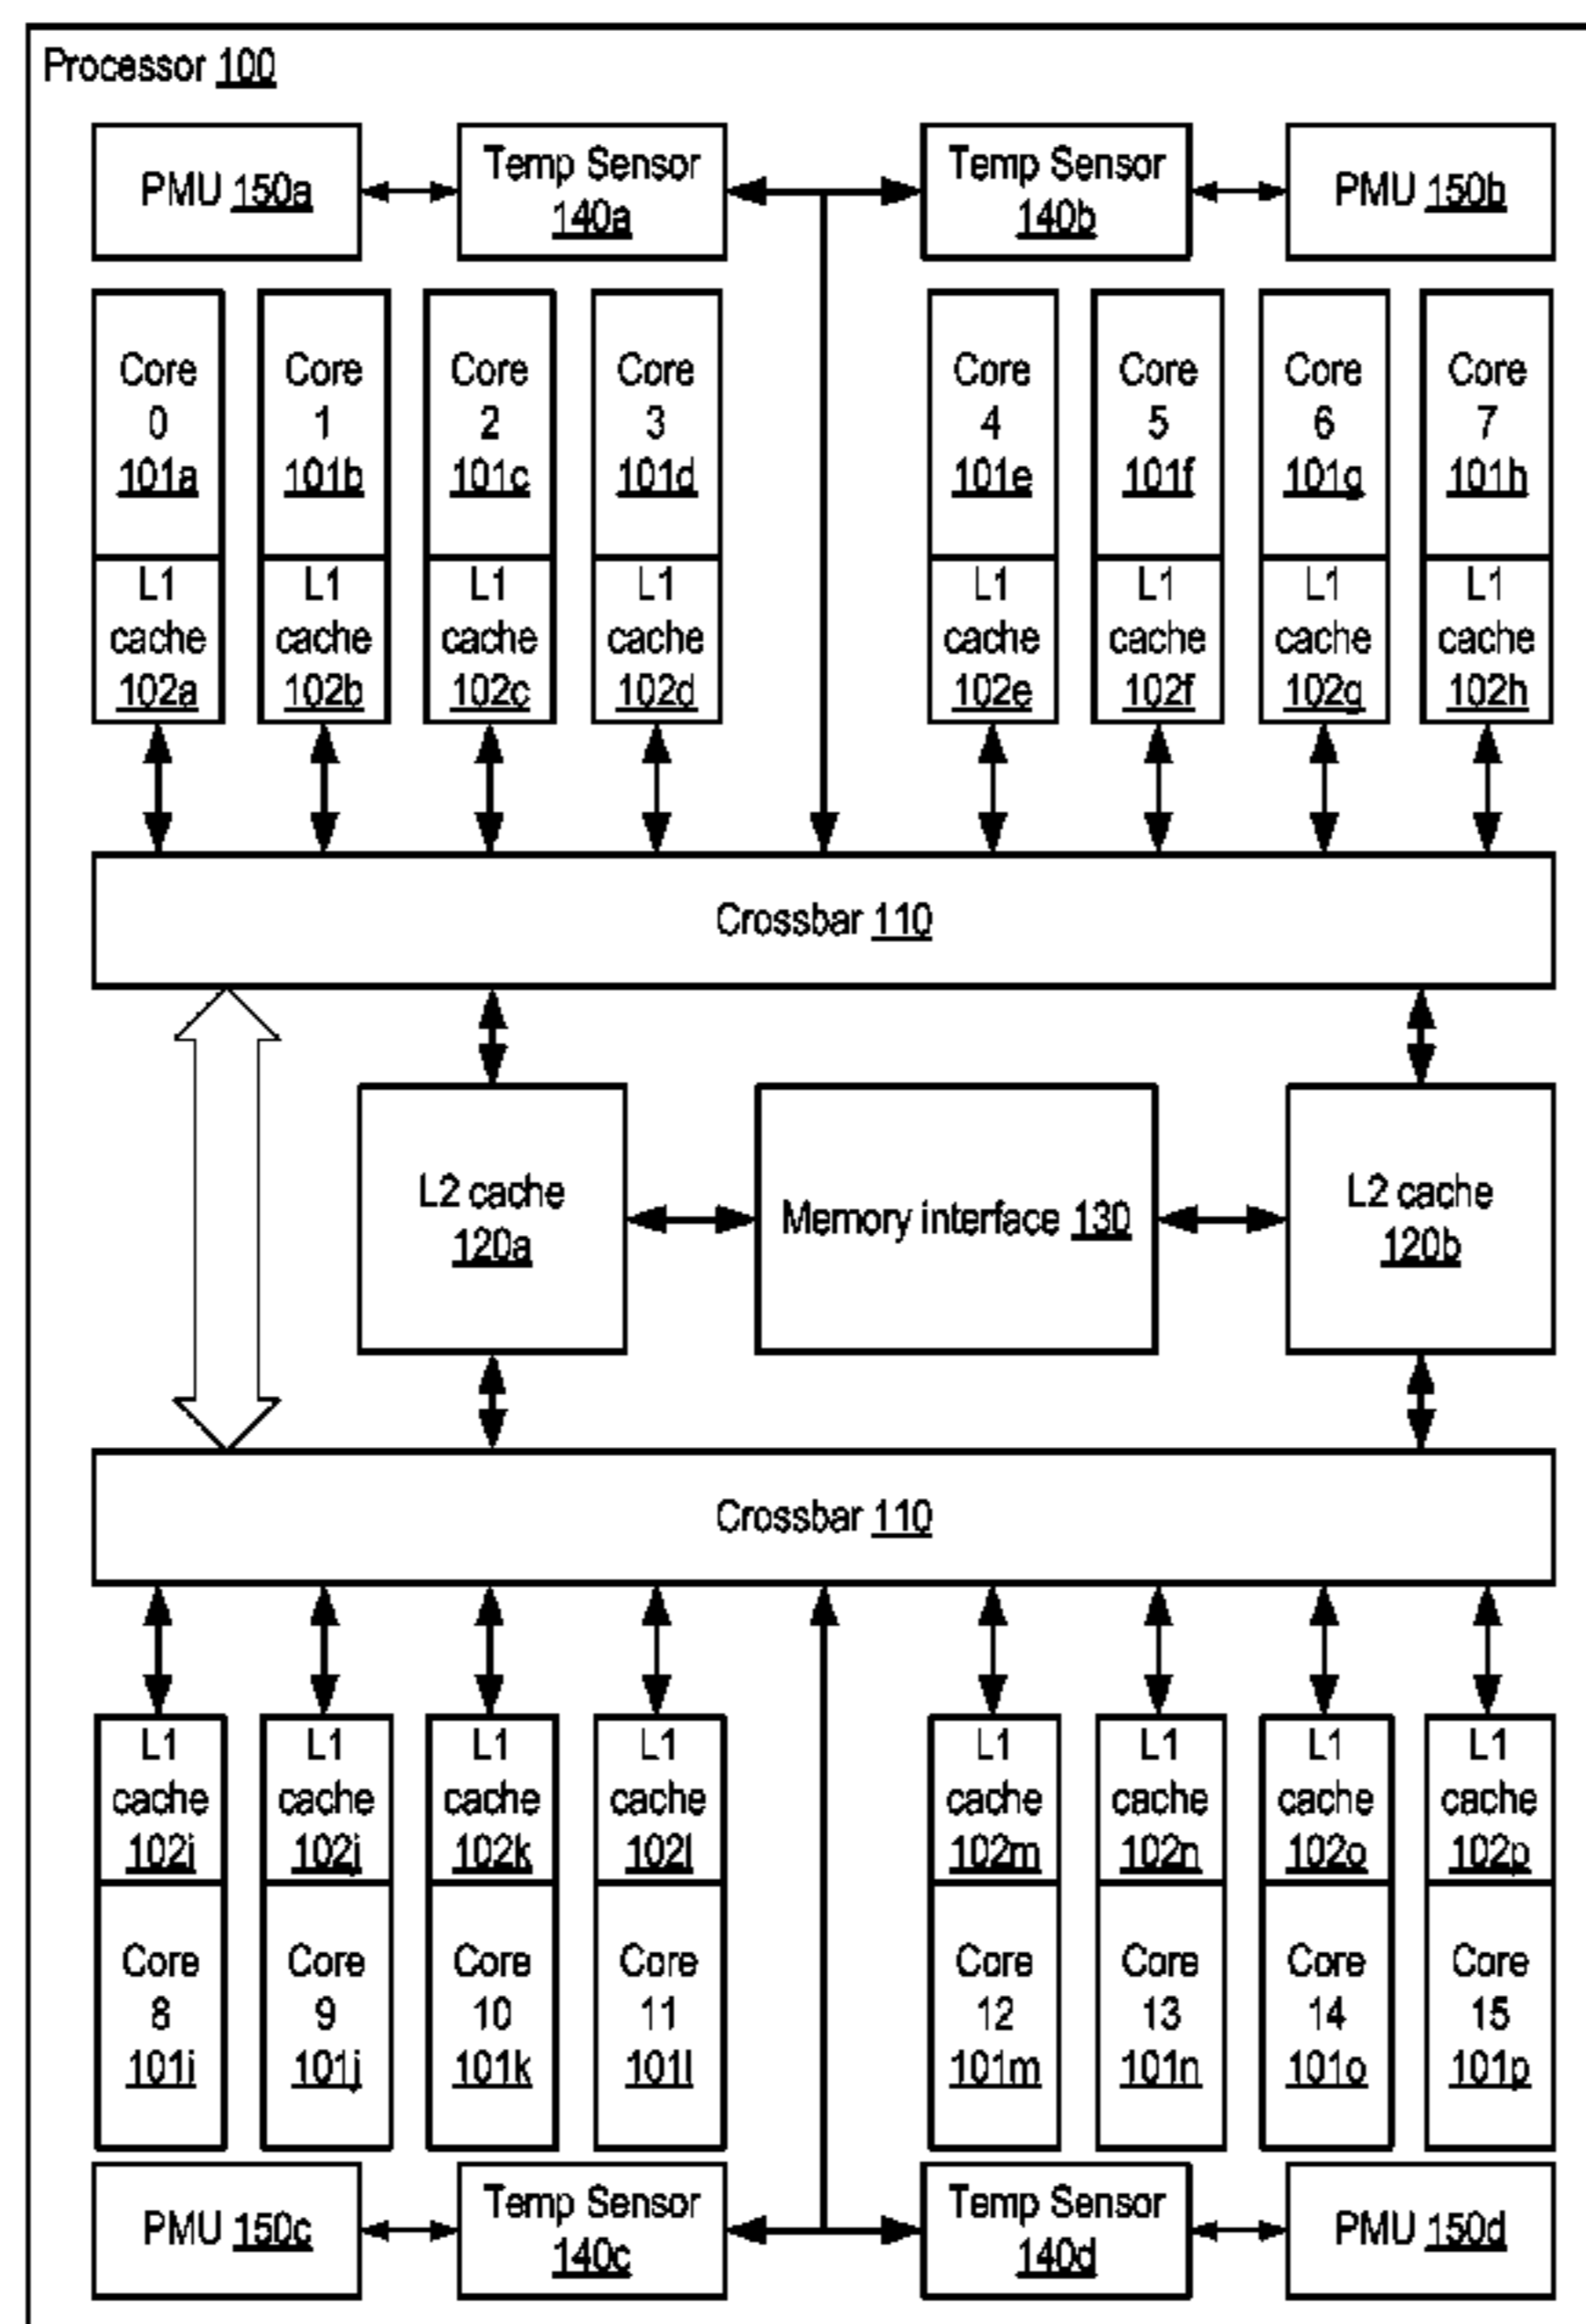 Processor 100
PMU 150a
Temp Sensor
140a
Temp Sensor
140b
PMU 150b
Core
0
101a
Core
1
101b
Core
2
101c
Core
3
101d
Core
4
101e
Core
5
101f
Core
6
101g
Core
7
101h
L1
cache
102a
L1
cache
102b
L1
cache
102c
L1
cache
102d
L1
cache
102e
L1
cache
102f
L1
cache
102g
L1
cache
102h
Crossbar 110
L2 cache
120a
Memory interface 130
L2 cache
120b
Crossbar 110
L1
cache
102i
L1
cache
102j
L1
cache
102k
L1
cache
102l
L1
cache
102m
L1
cache
102n
L1
cache
102o
L1
cache
102p
Core
8
101i
Core
9
101j
Core
10
101k
Core
11
101l
Core
12
101m
Core
13
101n
Core
14
101o
Core
15
101p
PMU 150c
Temp Sensor
140c
Temp Sensor
140d
PMU 150d